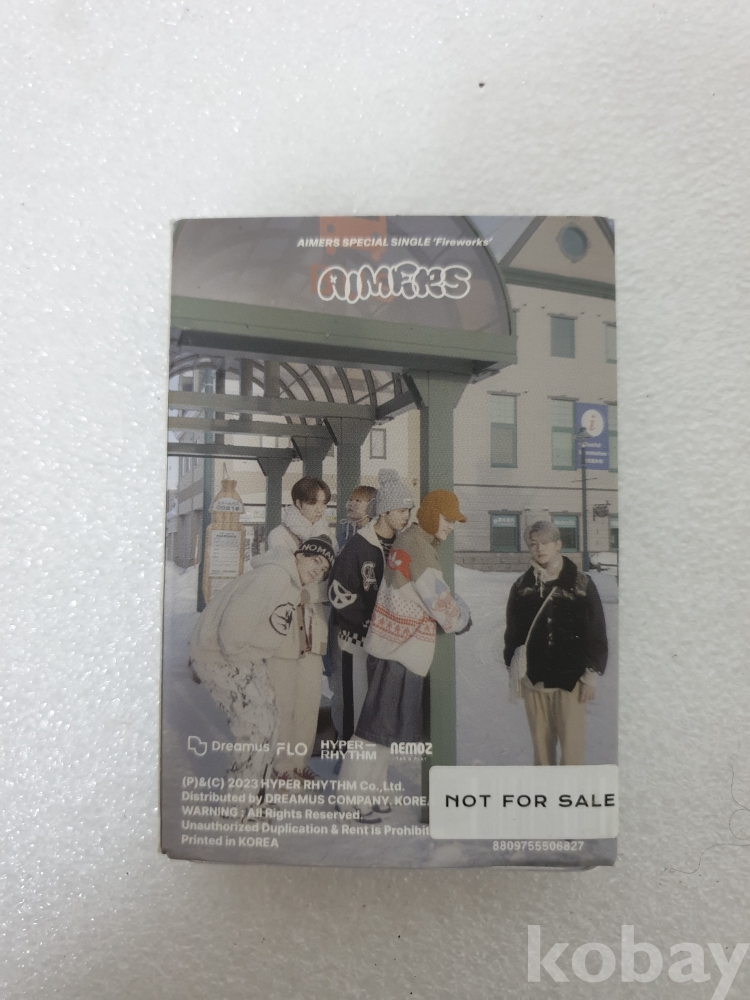 AIMERS SPECIAL SINGLE 'Fireworks'
AIMERS
i
Dreamus FLO HYPER RHYTHM NEMOZ
(P)&(C) 2023 HYPER RHYTHM Co.,Ltd.
Distributed by DREAMUS COMPANY, KOREA
WARNING : All Rights Reserved.
Unauthorized Duplication & Rent is Prohibit
Printed in KOREA
NOT FOR SALE
8809755506827
kobay